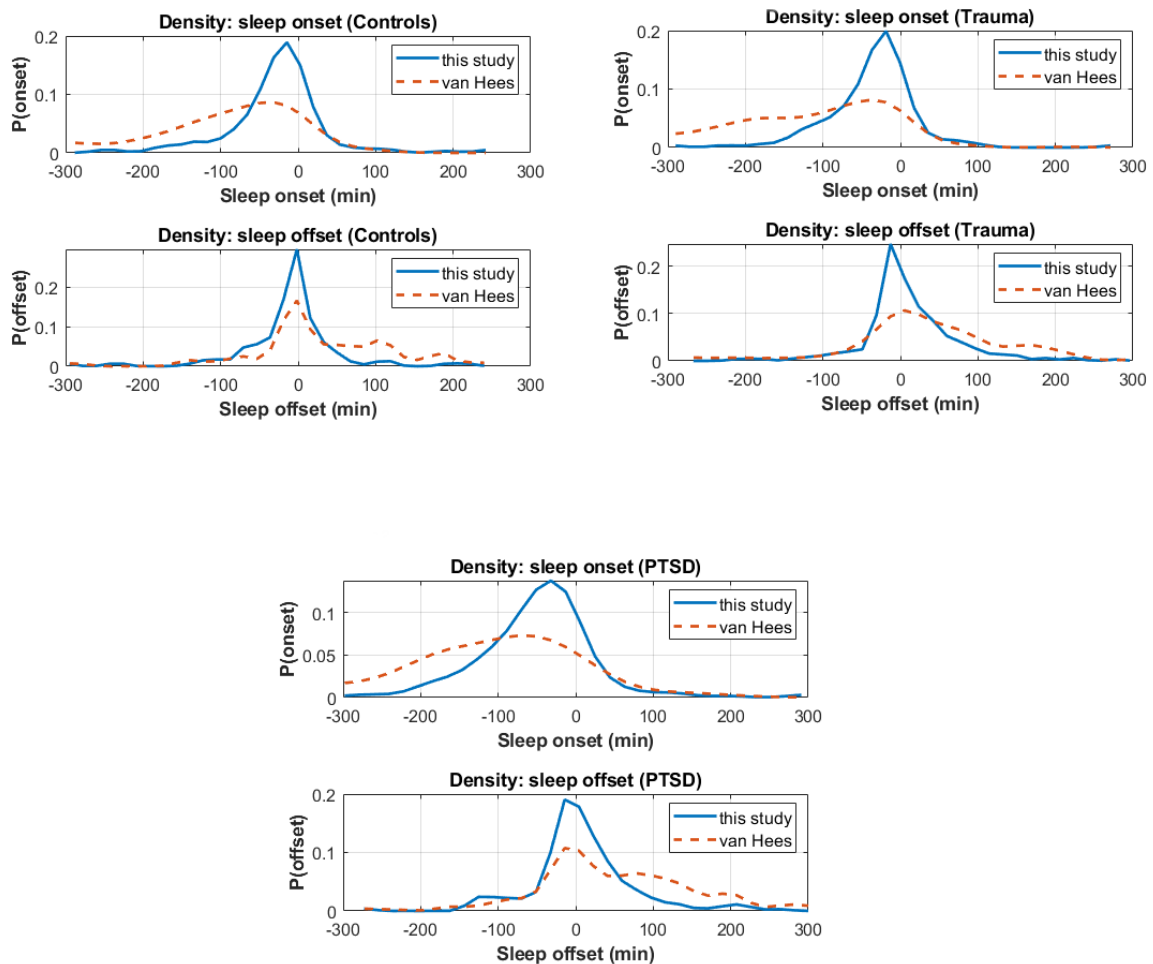 Density: sleep onset (Controls)
P(onset)
0.2
0.1
0
this study
van Hees
-300 -200 -100 0 100 200 300
Sleep onset (min)
Density: sleep offset (Controls)
P(offset)
0.2
0.1
0
this study
van Hees
-300 -200 -100 0 100 200 300
Sleep offset (min)
Density: sleep onset (Trauma)
P(onset)
0.2
0.1
0
this study
van Hees
-300 -200 -100 0 100 200 300
Sleep onset (min)
Density: sleep offset (Trauma)
P(offset)
0.2
0.1
0
this study
van Hees
-300 -200 -100 0 100 200 300
Sleep offset (min)
Density: sleep onset (PTSD)
P(onset)
0.1
0.05
0
this study
van Hees
-300 -200 -100 0 100 200 300
Sleep onset (min)
Density: sleep offset (PTSD)
P(offset)
0.2
0.1
0
this study
van Hees
-300 -200 -100 0 100 200 300
Sleep offset (min)